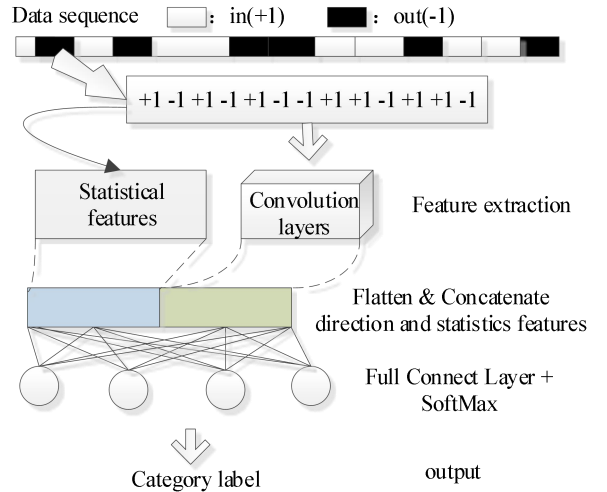 Data sequence : in(+1) : out(-1)
+1 -1 +1 -1 +1 -1 -1 +1 +1 -1 +1 +1 -1
Statistical
features
Convolution
layers
Feature extraction
Flatten & Concatenate
direction and statistics features
Full Connect Layer +
SoftMax
Category label
output